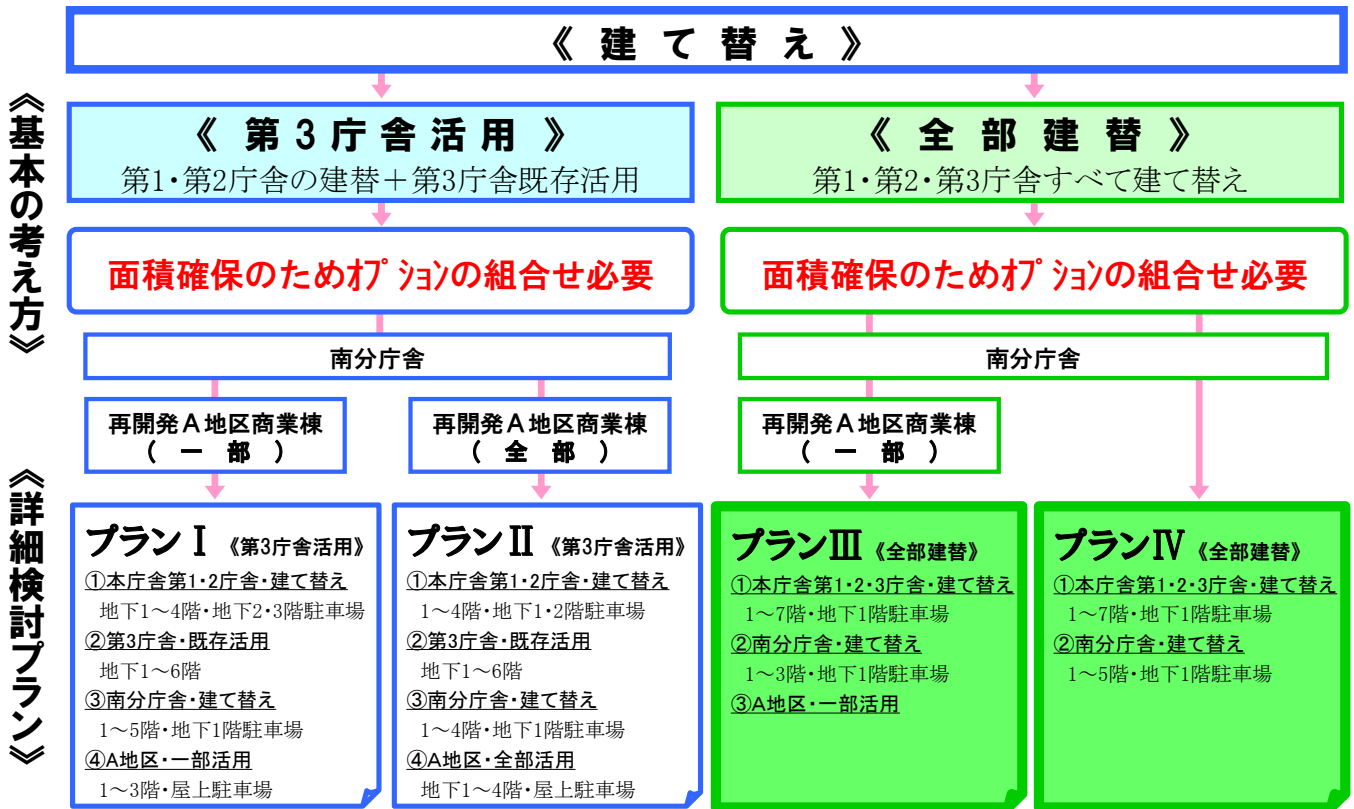 《 建 て 替 え 》
《基本の考え方》
《 第 3 庁 舎 活 用 》
第1・第2庁舎の建替＋第3庁舎既存活用
《 全 部 建 替 》
第1・第2・第3庁舎すべて建て替え
面積確保のためｵﾌﾟｼｮﾝの組合せ必要
面積確保のためｵﾌﾟｼｮﾝの組合せ必要
南分庁舎
南分庁舎
再開発Ａ地区商業棟
（ 一 部 ）
再開発Ａ地区商業棟
（ 全 部 ）
再開発Ａ地区商業棟
（ 一 部 ）
《詳細検討プラン》
プランⅠ 《第3庁舎活用》
①本庁舎第1・2庁舎・建て替え
地下1～4階・地下2・3階駐車場
②第3庁舎・既存活用
地下1～6階
③南分庁舎・建て替え
1～5階・地下1階駐車場
④A地区・一部活用
1～3階・屋上駐車場
プランⅡ 《第3庁舎活用》
①本庁舎第1・2庁舎・建て替え
1～4階・地下1・2階駐車場
②第3庁舎・既存活用
地下1～6階
③南分庁舎・建て替え
1～4階・地下1階駐車場
④A地区・全部活用
地下1～4階・屋上駐車場
プランⅢ 《全部建替》
①本庁舎第1・2・3庁舎・建て替え
1～7階・地下1階駐車場
②南分庁舎・建て替え
1～3階・地下1階駐車場
③A地区・一部活用
プランⅣ 《全部建替》
①本庁舎第1・2・3庁舎・建て替え
1～7階・地下1階駐車場
②南分庁舎・建て替え
1～5階・地下1階駐車場